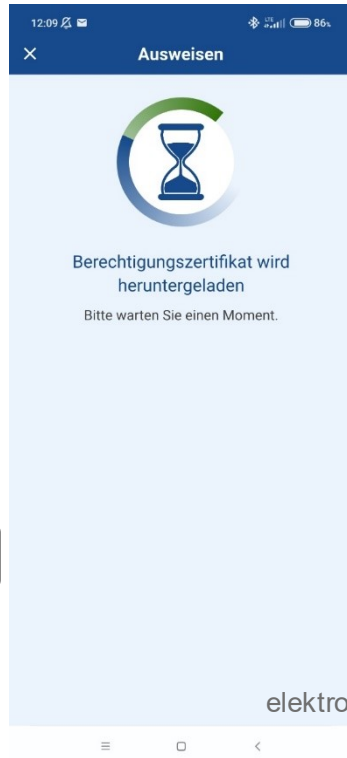 12:09
86%
Ausweisen
Berechtigungszertifikat wird
heruntergeladen
Bitte warten Sie einen Moment.
elektro